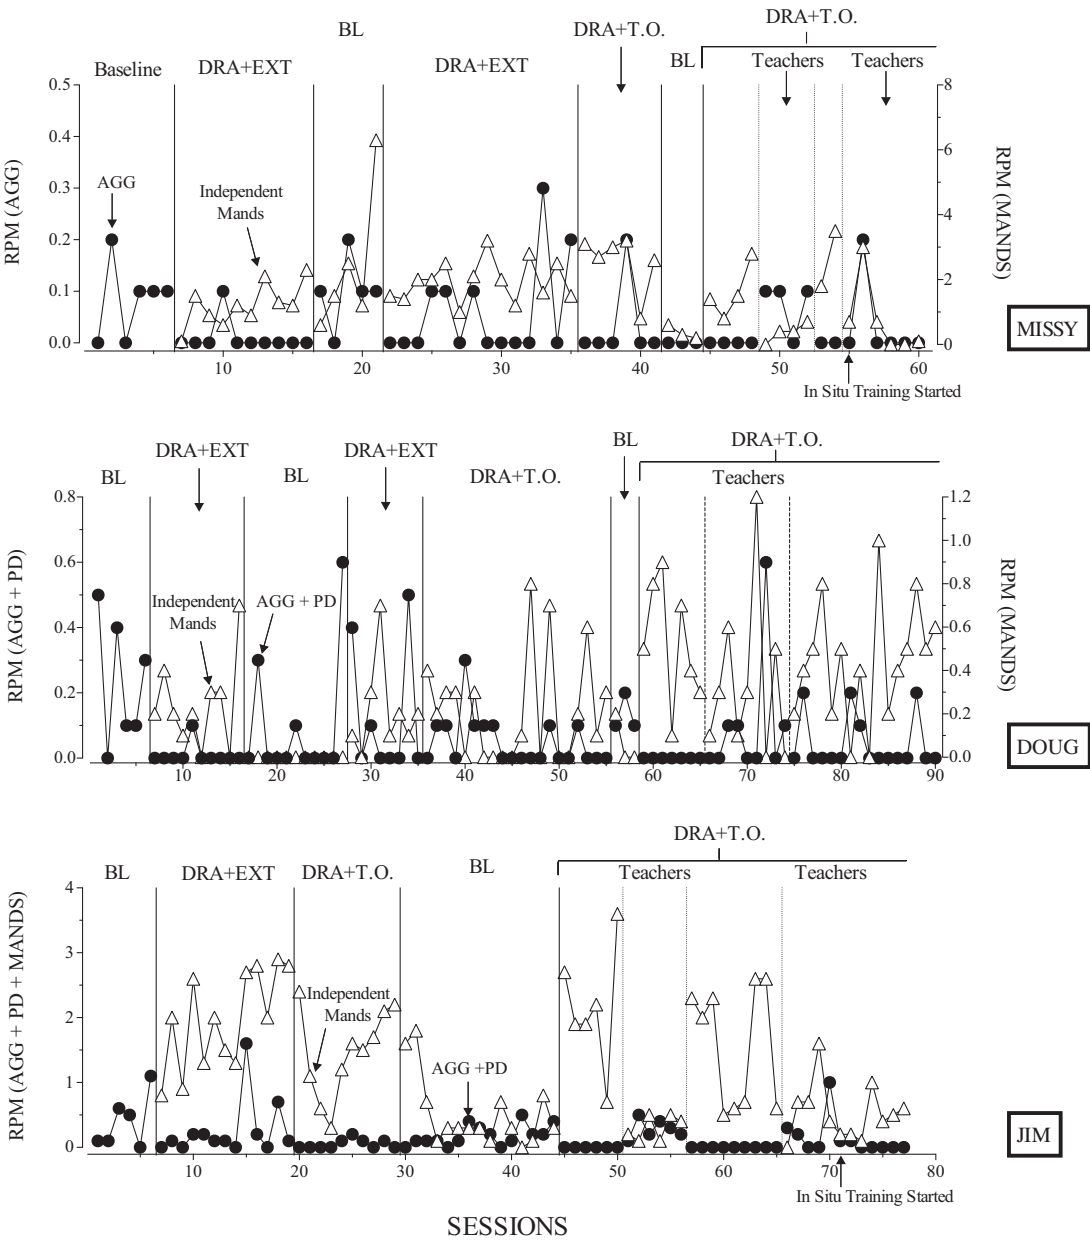 DRA+T.O.
BL
DRA+T.O.
Baseline
DRA+EXT
DRA+EXT
BL
Teachers
Teachers
0.5
0.4
0.3
0.2
0.1
0.0
RPM (AGG)
AGG
Independent
Mands
8
6
4
2
0
RPM (MANDS)
MISSY
10
20
30
40
50
60
In Situ Training Started
BL
DRA+EXT
BL
DRA+EXT
DRA+T.O.
BL
DRA+T.O.
Teachers
0.8
0.6
0.4
0.2
0.0
RPM (AGG + PD)
Independent
Mands
AGG + PD
1.2
1.0
0.8
0.6
0.4
0.2
0.0
RPM (MANDS)
DOUG
10
20
30
40
50
60
70
80
90
BL
DRA+EXT
DRA+T.O.
BL
DRA+T.O.
Teachers
Teachers
4
3
2
1
0
RPM (AGG + PD + MANDS)
Independent
Mands
AGG +PD
JIM
10
20
30
40
50
60
70
80
In Situ Training Started
SESSIONS